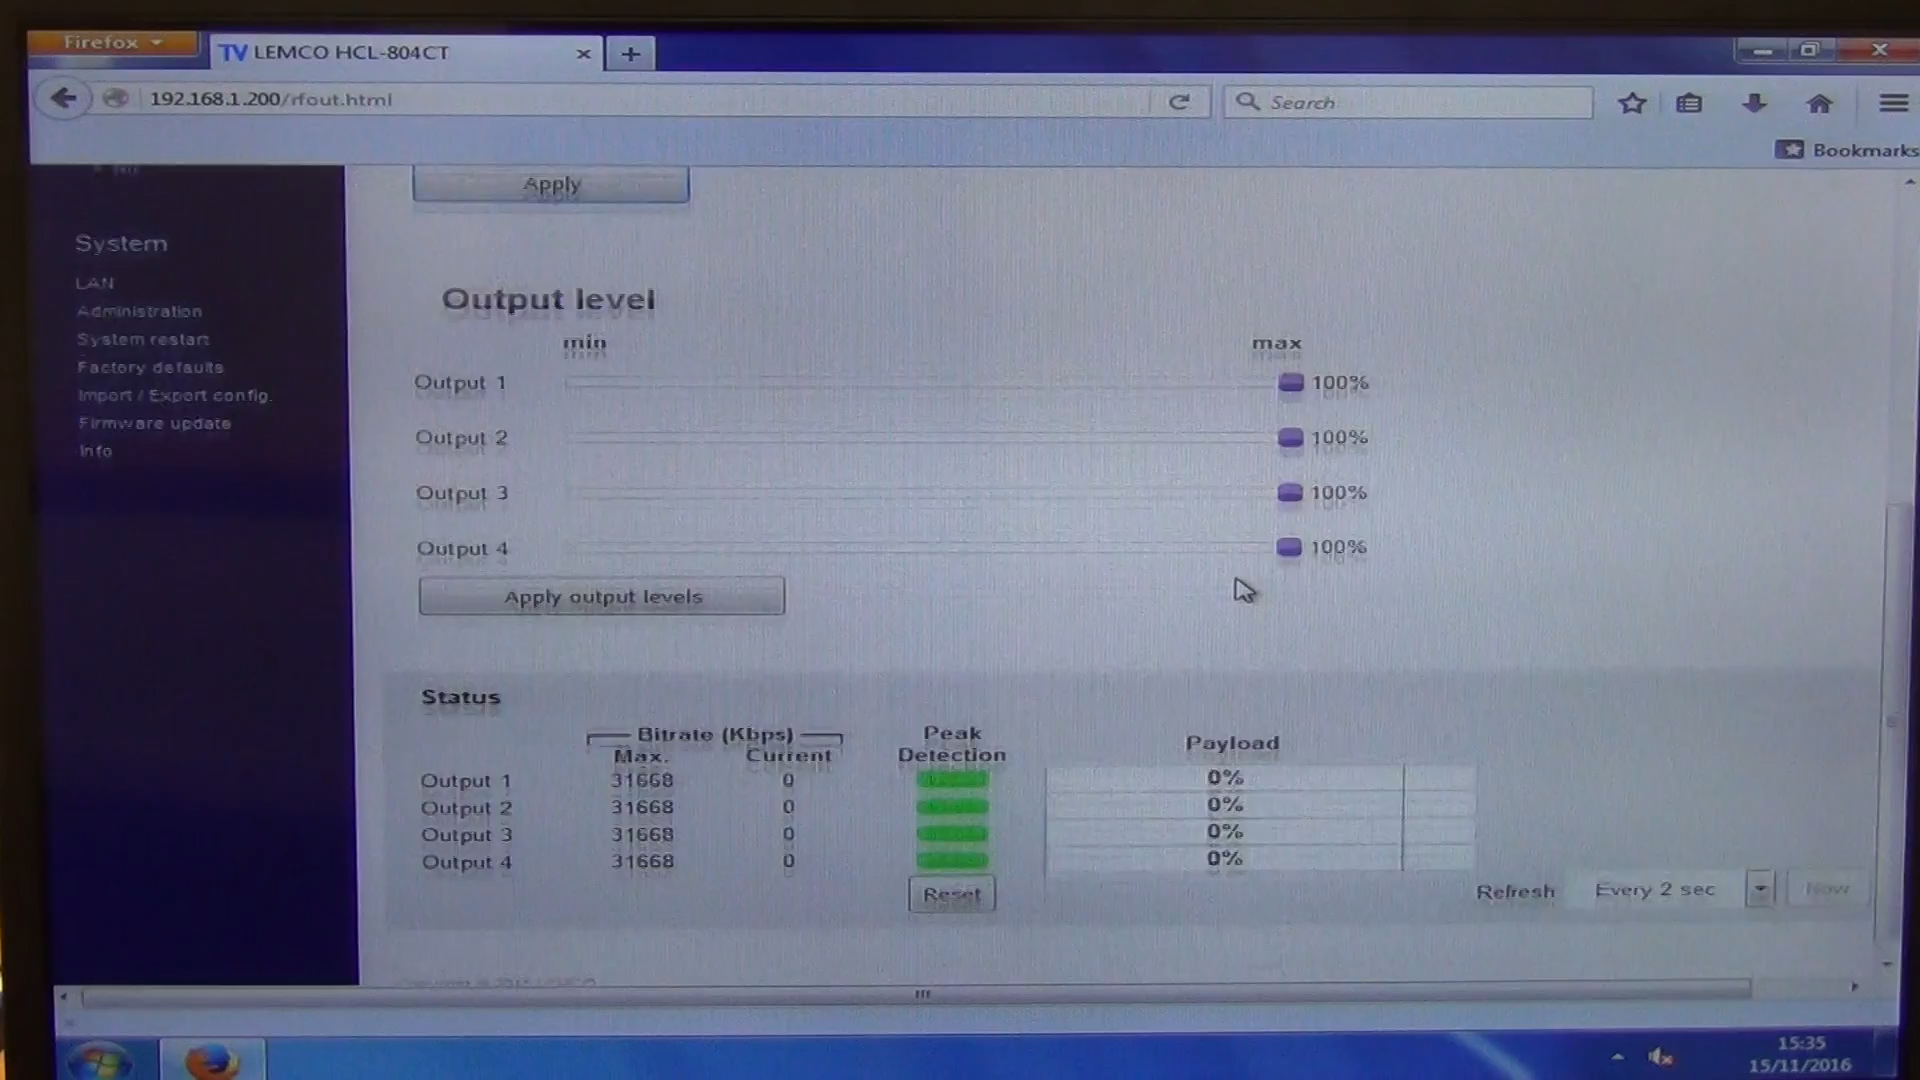 Firefox
TV LEMCO HCL-804CT
192.168.1.200/rfout.html
Search
Bookmarks
Apply
System
LAN
Administration
System restart
Factory defaults
Import / Export config.
Firmware update
Info
Output level
min max
Output 1 100%
Output 2 100%
Output 3 100%
Output 4 100%
Apply output levels
Status
Bitrate (Kbps) Peak Payload
Max. Current Detection
Output 1 31668 0 0%
Output 2 31668 0 0%
Output 3 31668 0 0%
Output 4 31668 0 0%
Reset
Refresh Every 2 sec Now
15:35
15/11/2016